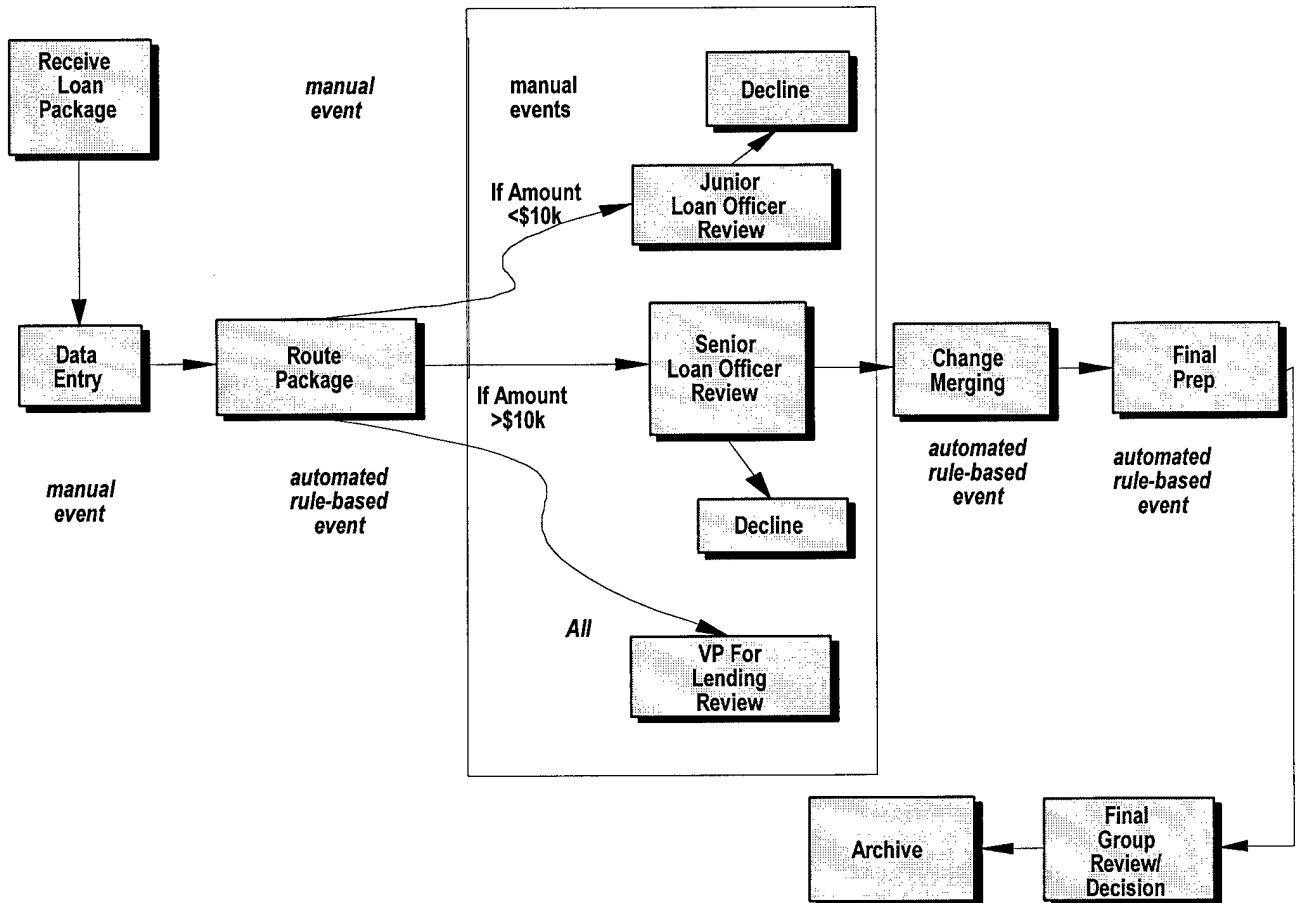 Receive
Loan
Package
manual
event
manual
events
Decline
If Amount
<$10k
Junior
Loan Officer
Review
Data
Entry
Route
Package
If Amount
>$10k
Senior
Loan Officer
Review
Change
Merging
Final
Prep
manual
event
automated
rule-based
event
Decline
automated
rule-based
event
automated
rule-based
event
All
VP For
Lending
Review
Archive
Final
Group
Review/
Decision